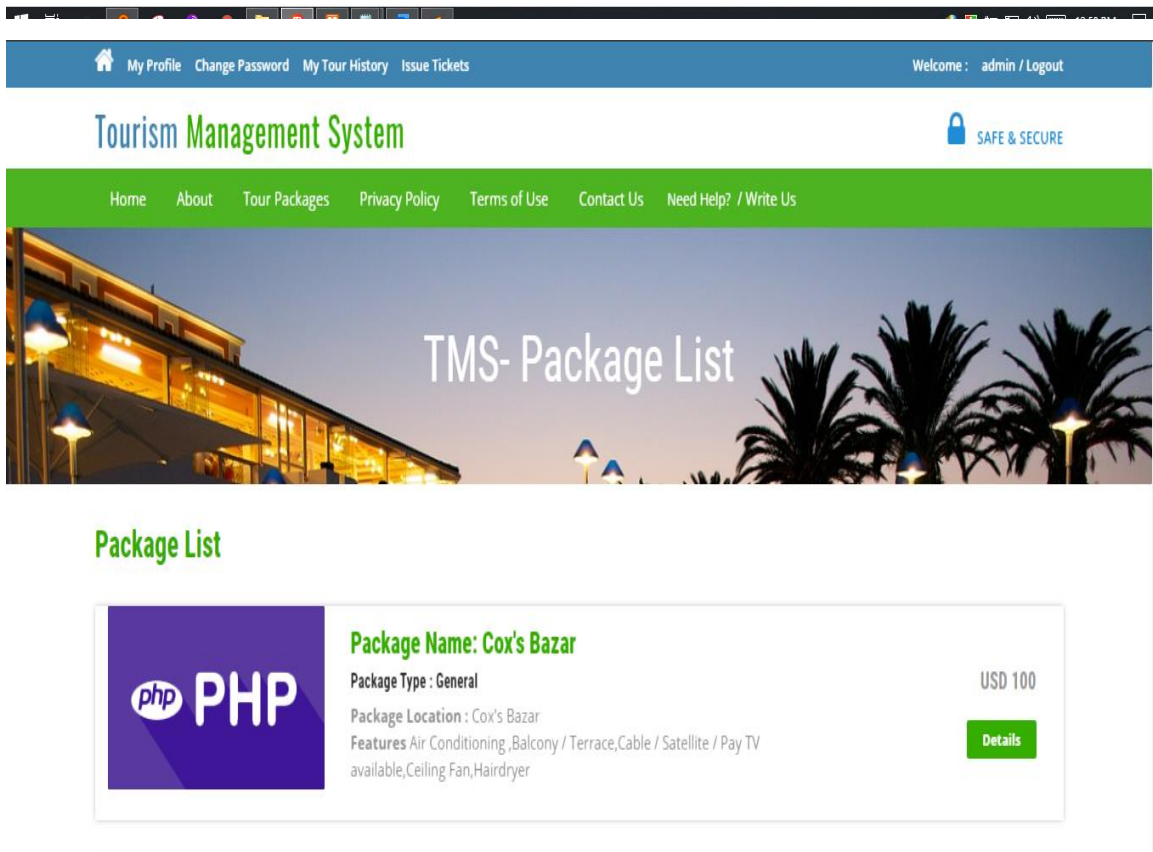 My Profile Change Password My Tour History Issue Tickets
Welcome : admin / Logout
Tourism Management System
SAFE & SECURE
Home About Tour Packages Privacy Policy Terms of Use Contact Us Need Help? / Write Us
TMS- Package List
Package List
php PHP
Package Name: Cox's Bazar
Package Type : General
Package Location : Cox's Bazar
Features Air Conditioning ,Balcony / Terrace,Cable / Satellite / Pay TV
available,Ceiling Fan,Hairdryer
USD 100
Details